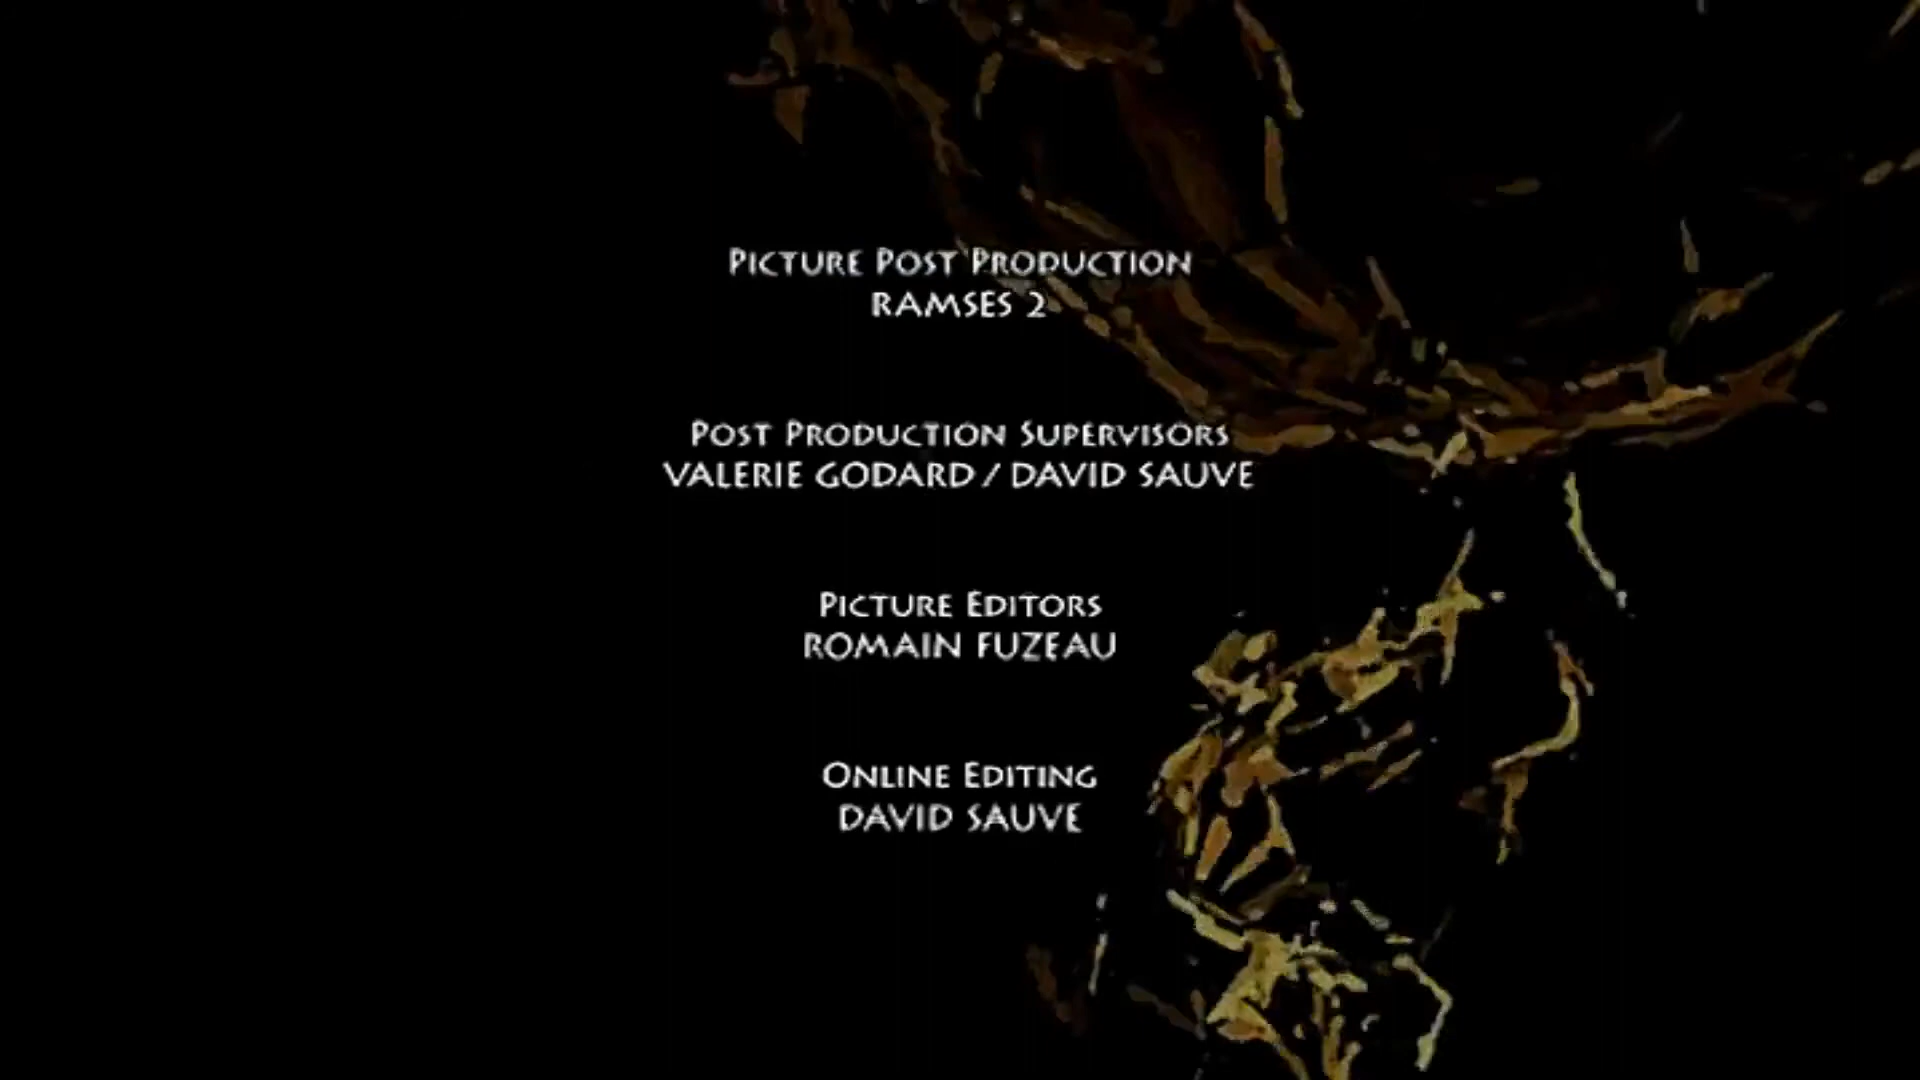 Picture Post Production
RAMSES 2
Post Production Supervisors
VALERIE GODARD / DAVID SAUVE
Picture Editors
ROMAIN FUZEAU
Online Editing
DAVID SAUVE